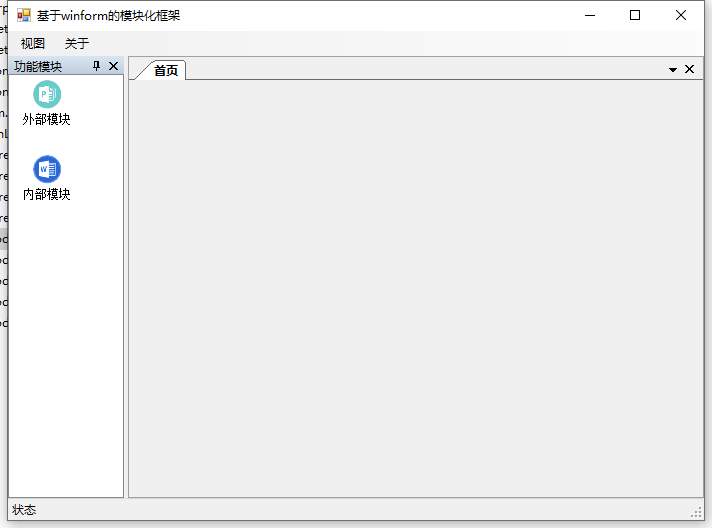 基于winform的模块化框架
视图 关于
功能模块
首页
外部模块
内部模块
状态